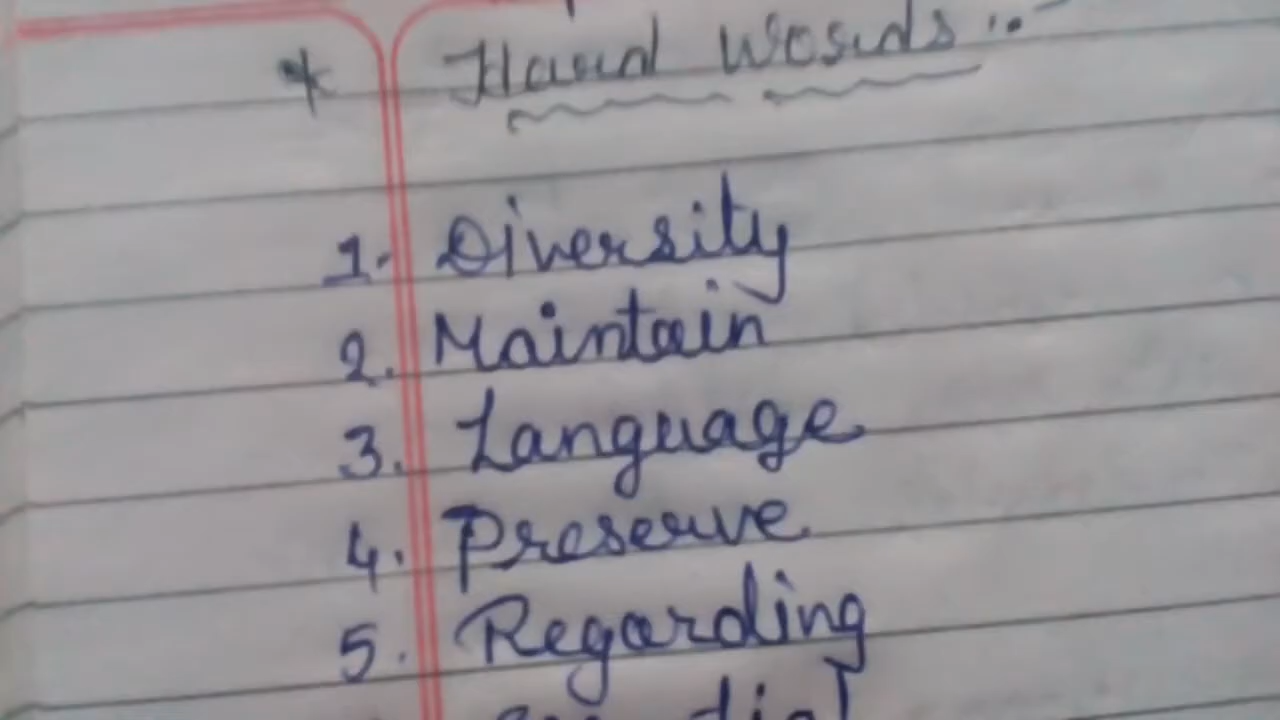 * Hard Words :-
1. Diversity
2. Maintain
3. Language
4. Preserve
5. Regarding